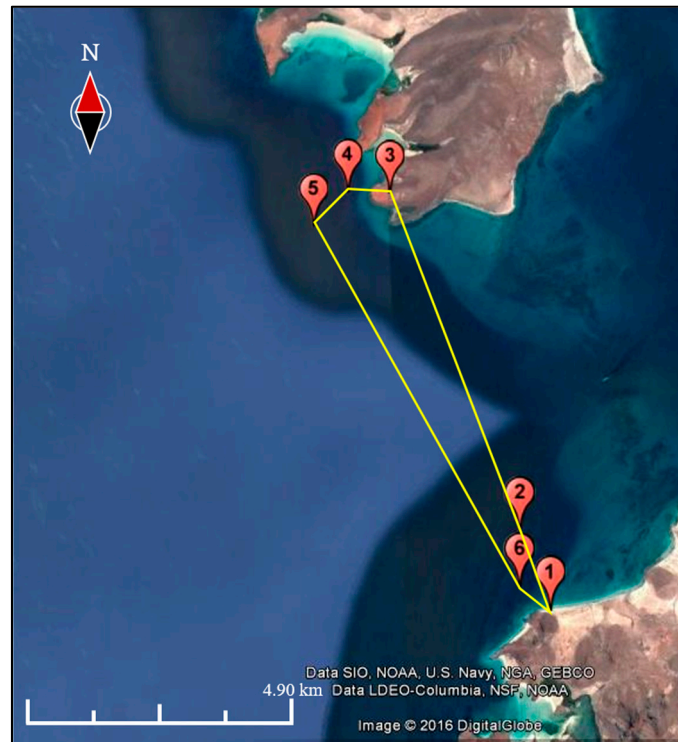 N
4
3
5
2
6
1
Data SIO, NOAA, U.S. Navy, NGA, GEBCO
4.90 km
Data LDEO-Columbia, NSF, NOAA
Image © 2016 DigitalGlobe